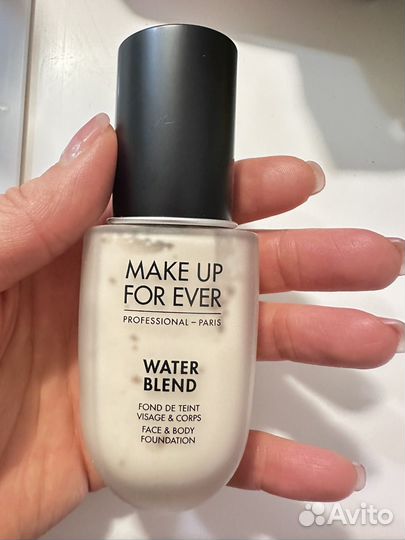 MAKE UP
FOR EVER
PROFESSIONAL – PARIS
WATER
BLEND
FOND DE TEINT
VISAGE & CORPS
FACE & BODY
FOUNDATION
Avito